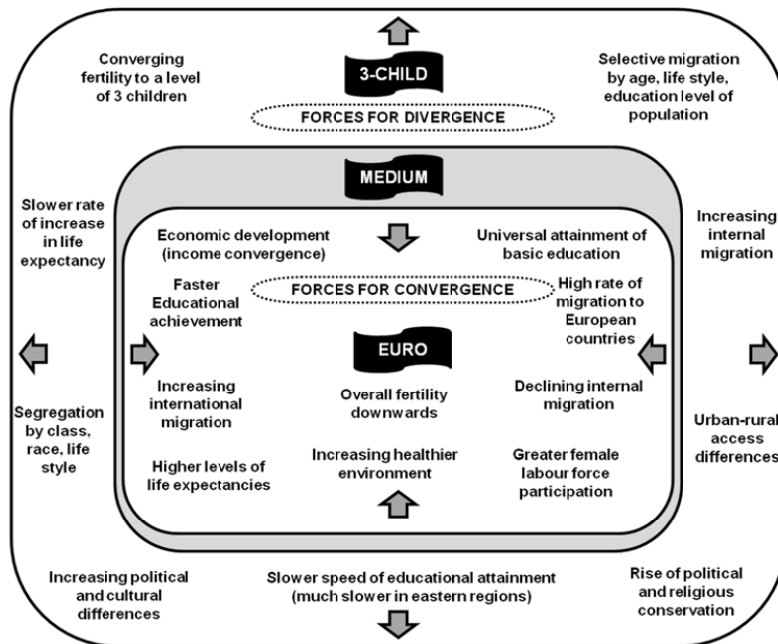 Converging
fertility to a level
of 3 children
3-CHILD
Selective migration
by age, life style,
education level of
population
FORCES FOR DIVERGENCE
MEDIUM
Slower rate
of increase
in life
expectancy
Increasing
internal
migration
Economic development
(income convergence)
Universal attainment of
basic education
Faster
Educational
achievement
FORCES FOR CONVERGENCE
High rate of
migration to
European
countries
EURO
Increasing
international
migration
Overall fertility
downwards
Declining internal
migration
Segregation
by class,
race, life
style
Urban-rural
access
differences
Higher levels of
life expectancies
Increasing healthier
environment
Greater female
labour force
participation
Increasing political
and cultural
differences
Slower speed of educational attainment
(much slower in eastern regions)
Rise of political
and religious
conservation